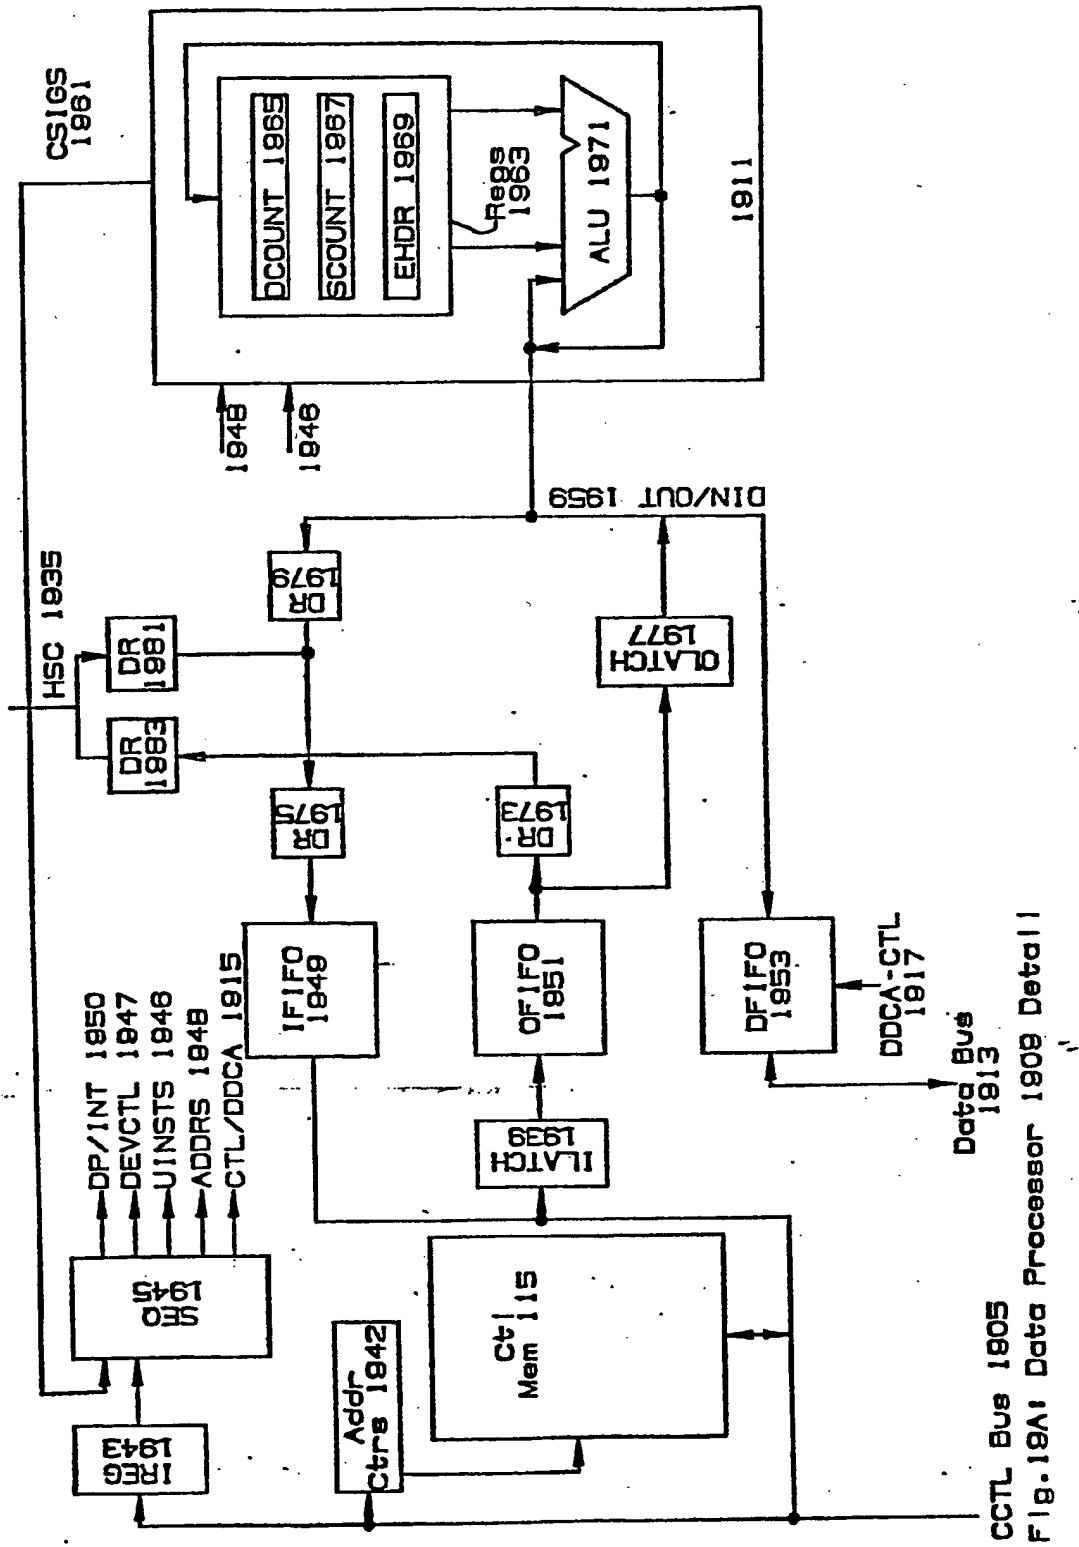 CSIGS
1961
HSC 1935
DR
1981
DR
1983
DP/INT 1950
DEVCTL 1947
UINSTS 1946
ADDRS 1948
CTL/DDCA 1915
SEQ
1945
IREG
1943
1948
1946
DCOUNT 1965
SCOUNT 1967
EHDR 1969
Regs
1963
ALU 1971
1911
DR
1979
DR
1975
IFIFO
1949
Addr
Ctrs 1942
Ctl
Mem 115
ILATCH
1939
OFIFO
1951
DR
1973
OLATCH
1977
DIN/OUT 1959
DFIFO
1953
DDCA-CTL
1917
Data Bus
1913
CCTL Bus 1905
Fig.19A: Data Processor 1909 Detail